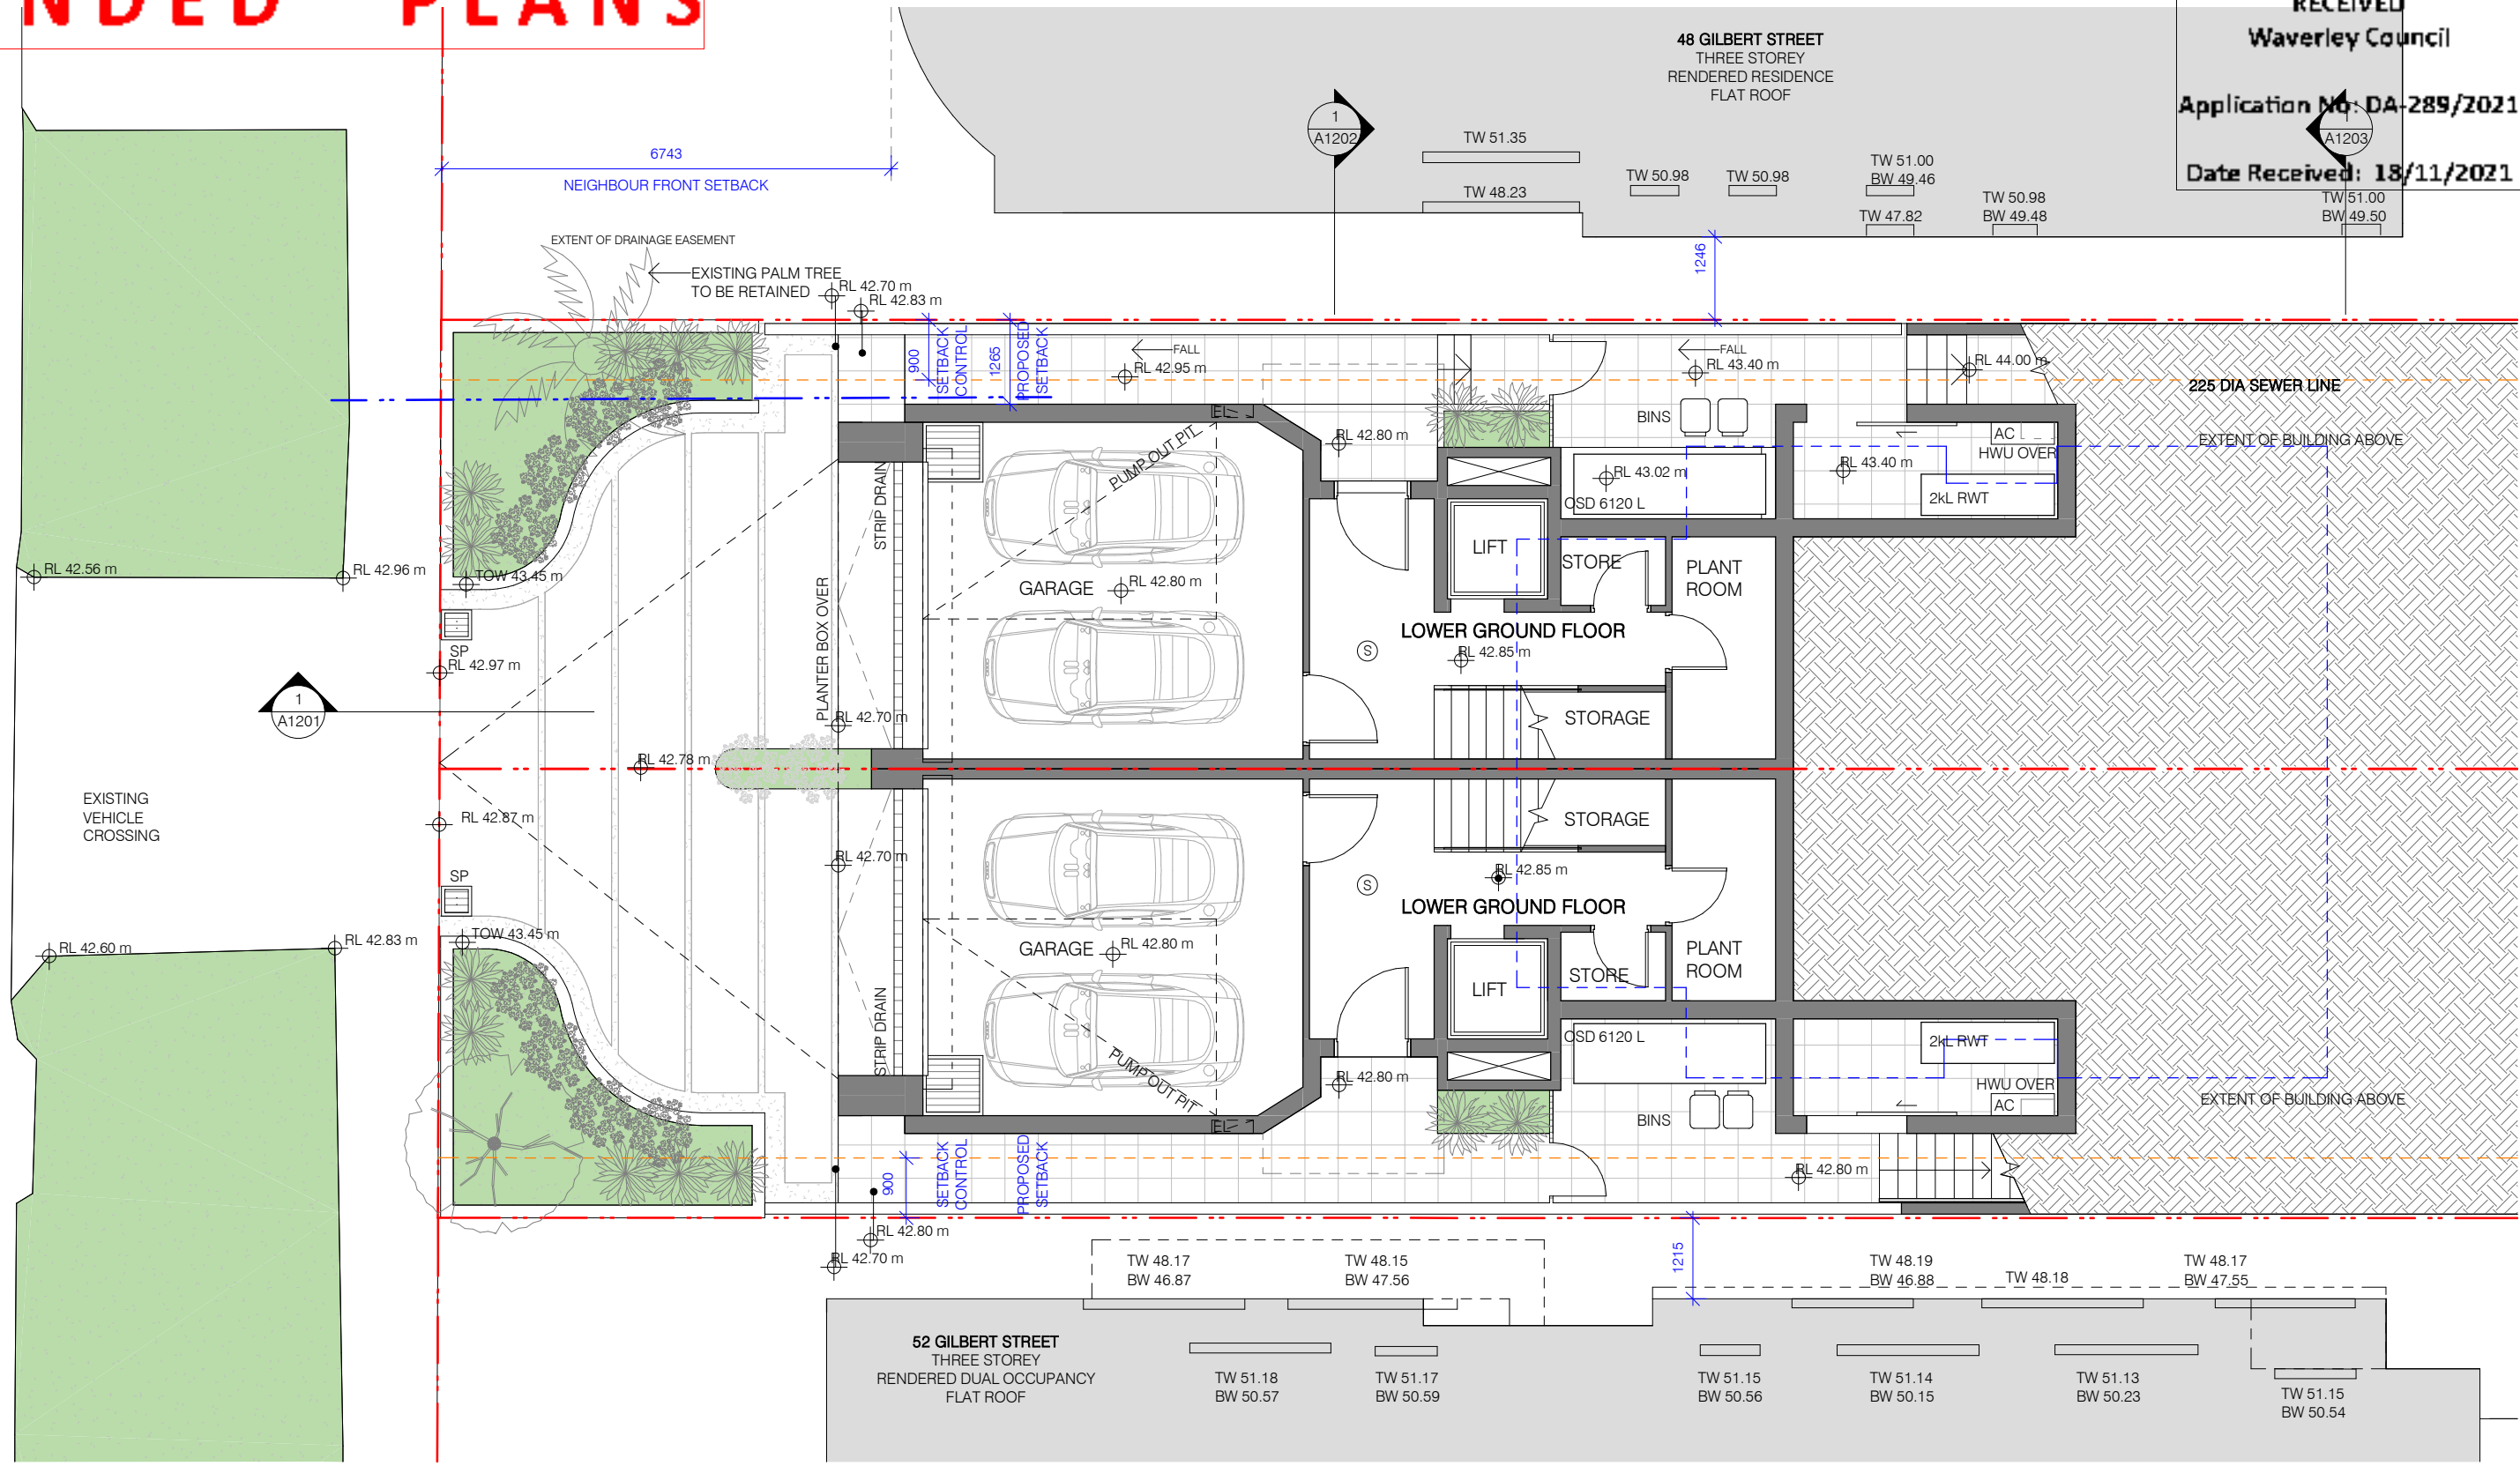 NDED PLANS
RECEIVED
Waverley Council
Application No: DA-289/2021
Date Received: 18/11/2021
48 GILBERT STREET
THREE STOREY
RENDERED RESIDENCE
FLAT ROOF
1
A1202
1
A1203
TW 51.35
TW 48.23
TW 50.98
TW 50.98
TW 51.00
BW 49.46
TW 47.82
TW 50.98
BW 49.48
TW 51.00
BW 49.50
6743
NEIGHBOUR FRONT SETBACK
1246
EXTENT OF DRAINAGE EASEMENT
EXISTING PALM TREE
TO BE RETAINED
RL 42.70 m
RL 42.83 m
900
SETBACK
CONTROL
1265
PROPOSED
SETBACK
FALL
RL 42.95 m
FALL
RL 43.40 m
RL 44.00 m
225 DIA SEWER LINE
EXTENT OF BUILDING ABOVE
EL
PUMP OUT PIT
RL 42.80 m
BINS
AC
HWU OVER
RL 43.40 m
2kL RWT
RL 43.02 m
OSD 6120 L
STRIP DRAIN
LIFT
STORE
PLANT
ROOM
GARAGE
RL 42.80 m
RL 42.56 m
RL 42.96 m
TOW 43.45 m
SP
RL 42.97 m
PLANTER BOX OVER
LOWER GROUND FLOOR
RL 42.85 m
S
1
A1201
RL 42.70 m
STORAGE
RL 42.78 m
EXISTING
VEHICLE
CROSSING
RL 42.87 m
RL 42.70 m
STORAGE
RL 42.85 m
S
SP
LOWER GROUND FLOOR
TOW 43.45 m
RL 42.60 m
RL 42.83 m
GARAGE
RL 42.80 m
PLANT
ROOM
STORE
LIFT
STRIP DRAIN
OSD 6120 L
2kL RWT
PUMP OUT PIT
RL 42.80 m
HWU OVER
AC
EXTENT OF BUILDING ABOVE
BINS
EL
900
SETBACK
CONTROL
PROPOSED
SETBACK
RL 42.80 m
RL 42.80 m
RL 42.70 m
1215
TW 48.17
BW 46.87
TW 48.15
BW 47.56
TW 48.19
BW 46.88
TW 48.18
TW 48.17
BW 47.55
52 GILBERT STREET
THREE STOREY
RENDERED DUAL OCCUPANCY
FLAT ROOF
TW 51.18
BW 50.57
TW 51.17
BW 50.59
TW 51.15
BW 50.56
TW 51.14
BW 50.15
TW 51.13
BW 50.23
TW 51.15
BW 50.54